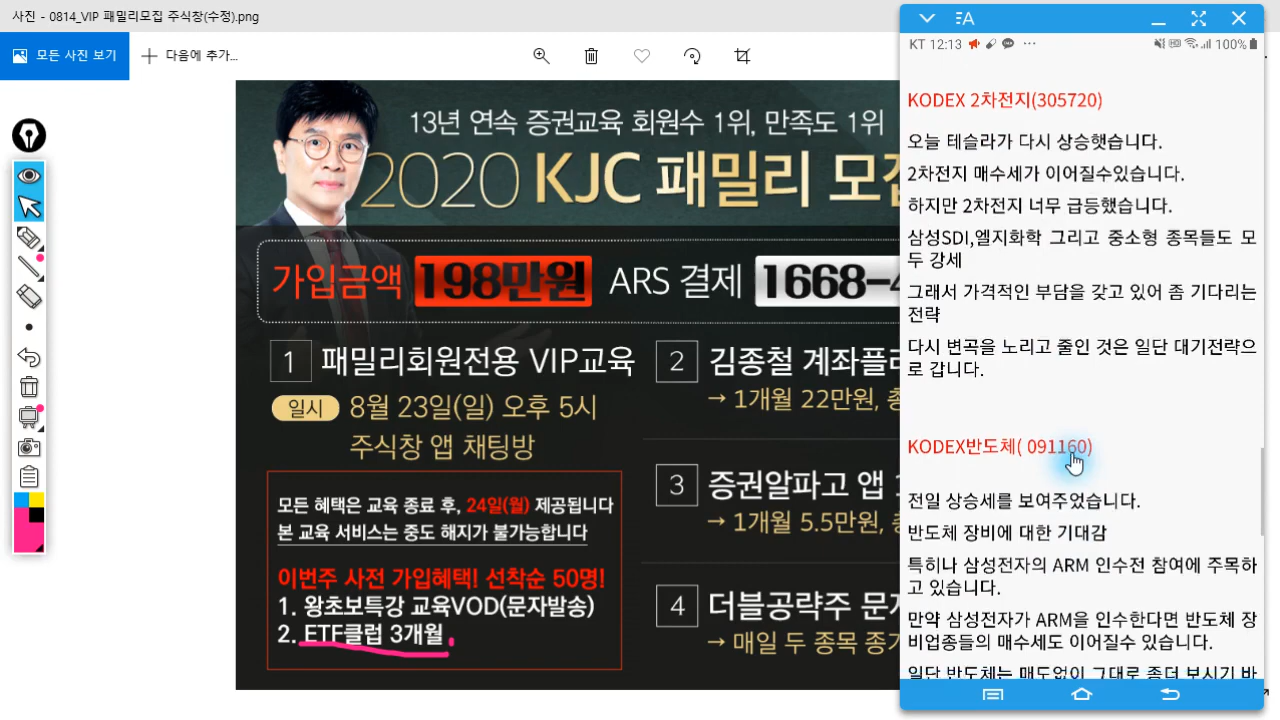 사진 - 0814_VIP 패밀리모집 주식창(수정).png
모든 사진 보기
다음에 추가...
13년 연속 증권교육 회원수 1위, 만족도 1위
2020 KJC 패밀리 모집
가입금액 198만원 ARS 결제 1668-4
1 패밀리회원전용 VIP교육
일시 8월 23일(일) 오후 5시
주식창 앱 채팅방
모든 혜택은 교육 종료 후, 24일(월) 제공됩니다
본 교육 서비스는 중도 해지가 불가능합니다
이번주 사전 가입혜택! 선착순 50명!
1. 왕초보특강 교육VOD(문자발송)
2. ETF클럽 3개월
2 김종철 계좌플
→ 1개월 22만원, 총
3 증권알파고 앱
→ 1개월 5.5만원,
4 더블공략주 문
→ 매일 두 종목 종
KT 12:13
100%
KODEX 2차전지(305720)
오늘 테슬라가 다시 상승했습니다.
2차전지 매수세가 이어질수있습니다.
하지만 2차전지 너무 급등했습니다.
삼성SDI,엘지화학 그리고 중소형 종목들도 모
두 강세
그래서 가격적인 부담을 갖고 있어 좀 기다리는
전략
다시 변곡을 노리고 줄인 것은 일단 대기전략으
로 갑니다.
KODEX반도체( 091160)
전일 상승세를 보여주었습니다.
반도체 장비에 대한 기대감
특히나 삼성전자의 ARM 인수전 참여에 주목하
고 있습니다.
만약 삼성전자가 ARM을 인수한다면 반도체 장
비업종들의 매수세도 이어질수 있습니다.
일단 반도체는 매도없이 그대로 좀더 보시기 바